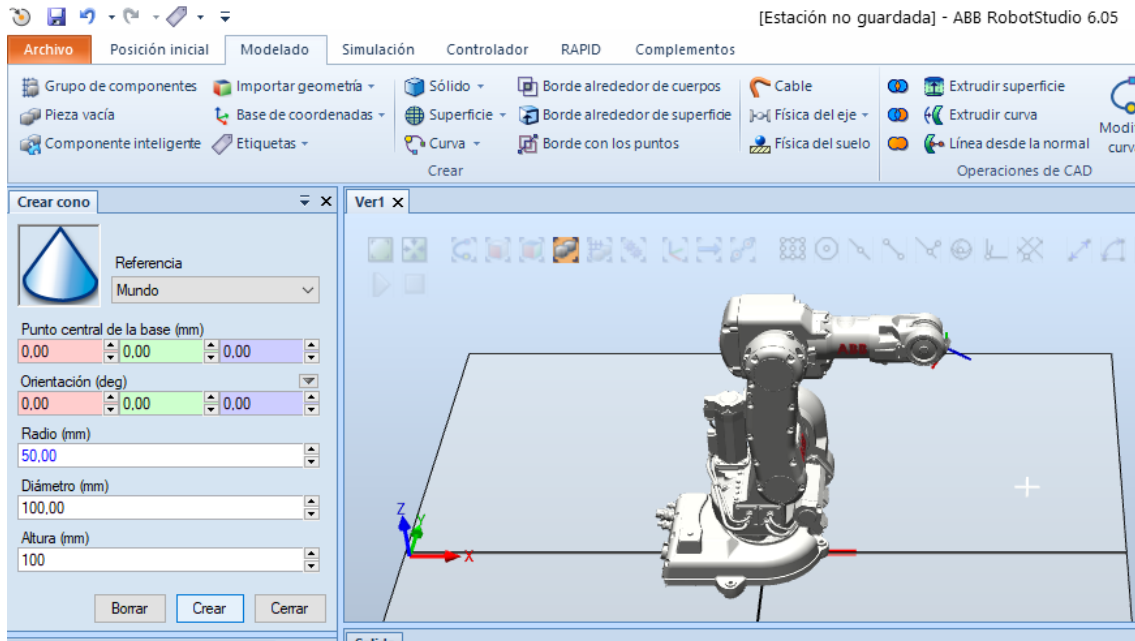 [Estación no guardada] - ABB RobotStudio 6.05
Archivo Posición inicial Modelado Simulación Controlador RAPID Complementos
Grupo de componentes Importar geometría Sólido Borde alrededor de cuerpos Cable Extrudir superficie
Pieza vacía Base de coordenadas Superficie Borde alrededor de superficie Física del eje Extrudir curva
Componente inteligente Etiquetas Curva Borde con los puntos Física del suelo Línea desde la normal
Modi
curv
Crear Operaciones de CAD
Crear cono
Ver1
Referencia
Mundo
Punto central de la base (mm)
0,00 0,00 0,00
Orientación (deg)
0,00 0,00 0,00
Radio (mm)
50,00
Diámetro (mm)
100,00
Altura (mm)
100
Borrar Crear Cerrar
ABB
Z
Y
X